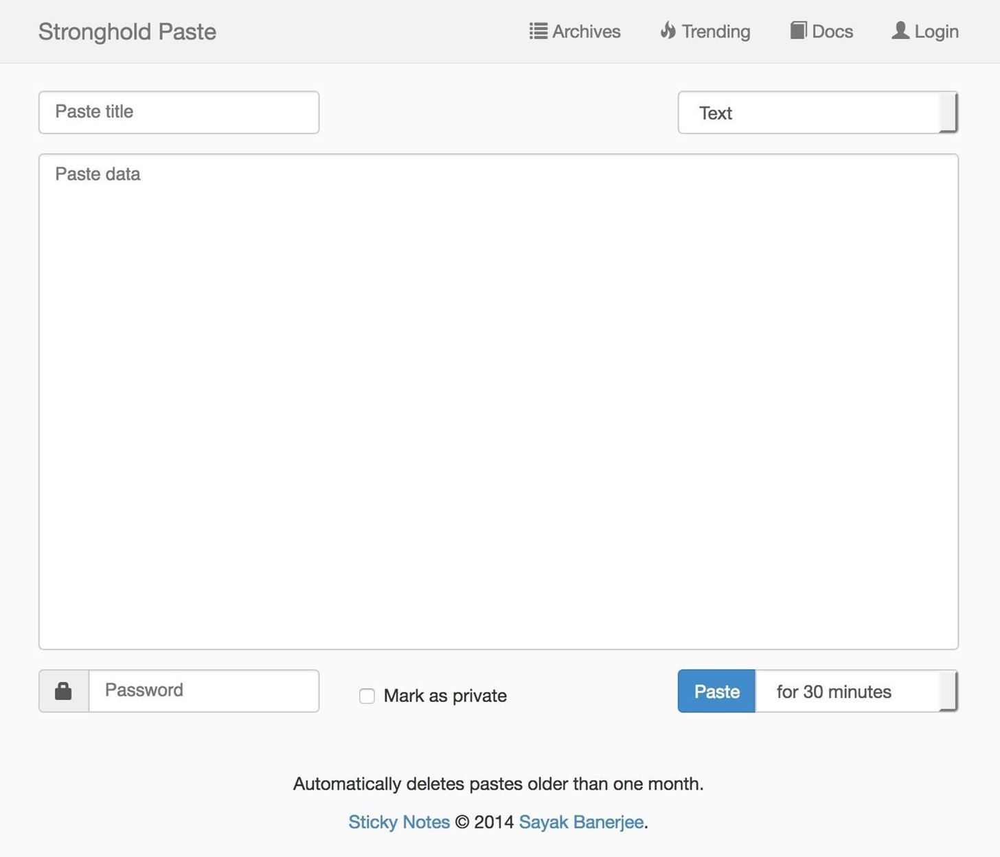 Stronghold Paste Archives Trending Docs Login
Paste title Text
Paste data
Password Mark as private Paste for 30 minutes
Automatically deletes pastes older than one month.
Sticky Notes © 2014 Sayak Banerjee.